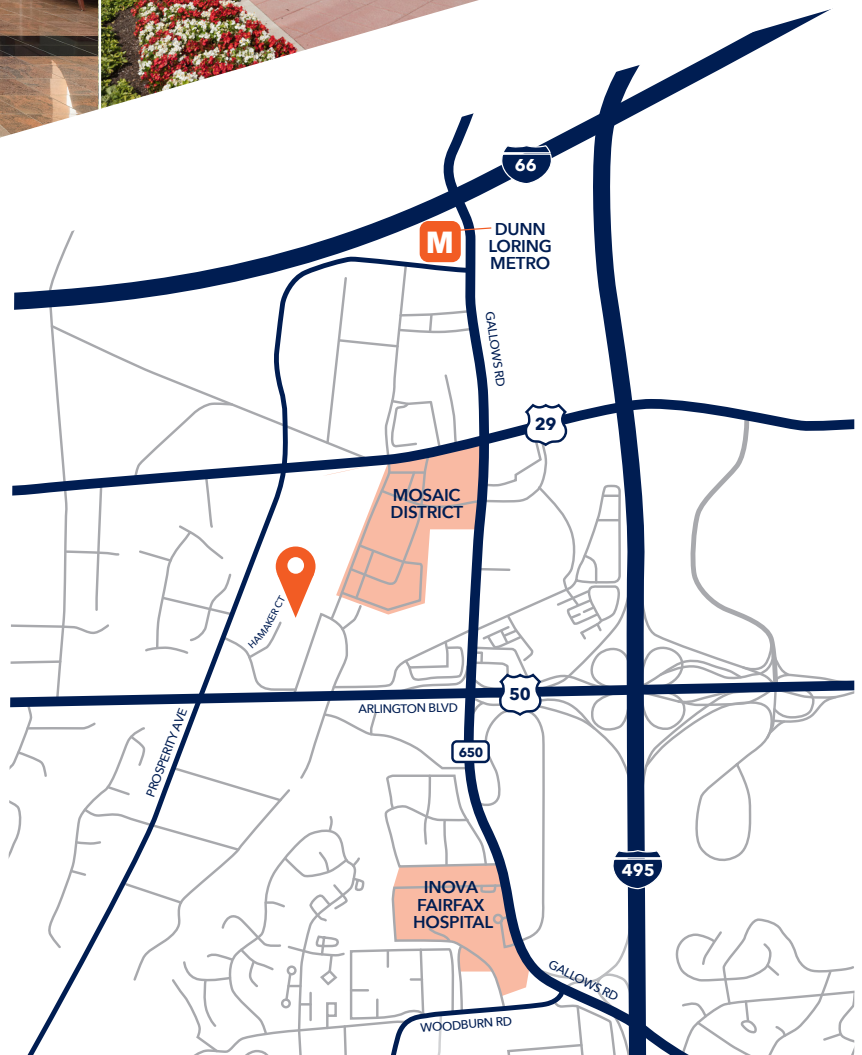 66
M
DUNN
LORING
METRO
GALLOWS RD
29
MOSAIC
DISTRICT
HAMAKER CT
50
ARLINGTON BLVD
PROSPERITY AVE
650
495
INOVA
FAIRFAX
HOSPITAL
GALLOWS RD
WOODBURN RD